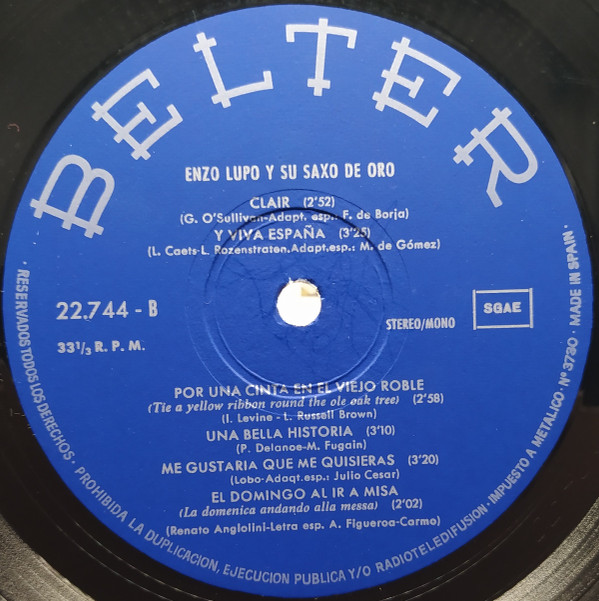 BELTER
ENZO LUPO Y SU SAXO DE ORO
CLAIR (2'52)
(G. O'Sullivan-Adapt. esp. F. de Borja)
Y VIVA ESPAÑA (3'25)
(L. Caets-L. Rozenstraten.Adapt.esp.: M. de Gómez)
22.744 - B
STEREO/MONO
SGAE
33 1/3 R. P. M.
POR UNA CINTA EN EL VIEJO ROBLE
(Tie a yellow ribbon round the ole oak tree) (2'58)
(I. Levine - L. Russell Brown)
UNA BELLA HISTORIA (3'10)
(P. Delanoe-M. Fugain)
ME GUSTARIA QUE ME QUISIERAS (3'20)
(Lobo-Adapt.esp.: Julio Cesar)
EL DOMINGO AL IR A MISA
(La domenica andando alla messa) (2'02)
(Renato Angiolini-Letra esp. A. Figueroa-Carmo)
· RESERVADOS TODOS LOS DERECHOS · PROHIBIDA LA DUPLICACION, EJECUCION PUBLICA Y/O RADIOTELEDIFUSION · IMPUESTO A METALICO · Nº 3730 · MADE IN SPAIN ·